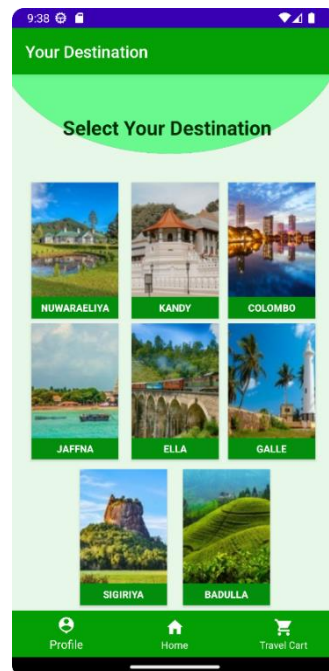 9:38
Your Destination
Select Your Destination
NUWARAELIYA KANDY COLOMBO
JAFFNA ELLA GALLE
SIGIRIYA BADULLA
Profile Home Travel Cart